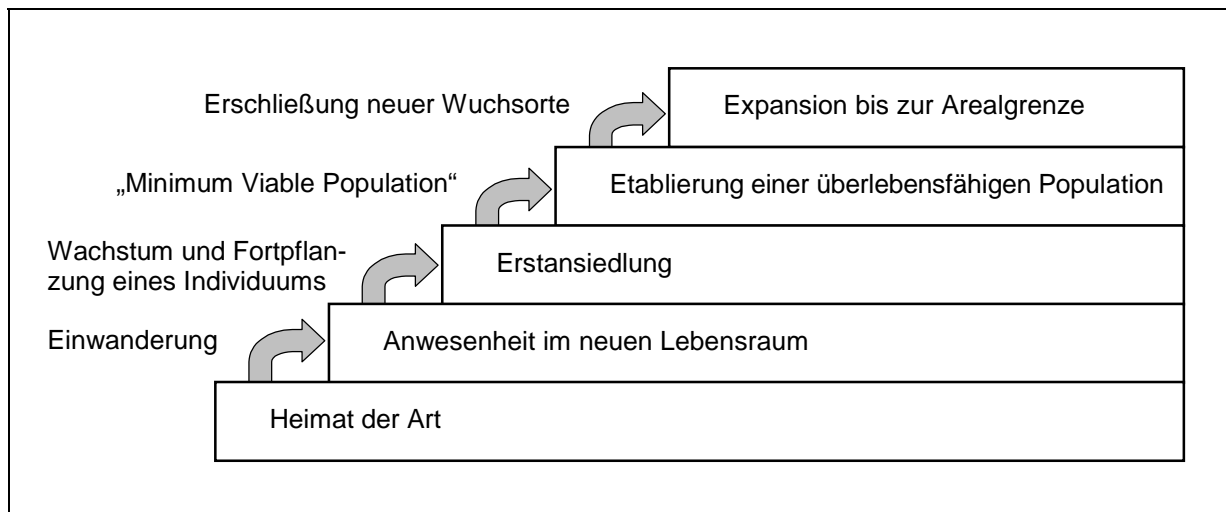 Erschließung neuer Wuchsorte
Expansion bis zur Arealgrenze
„Minimum Viable Population“
Etablierung einer überlebensfähigen Population
Wachstum und Fortpflan-
zung eines Individuums
Erstansiedlung
Einwanderung
Anwesenheit im neuen Lebensraum
Heimat der Art